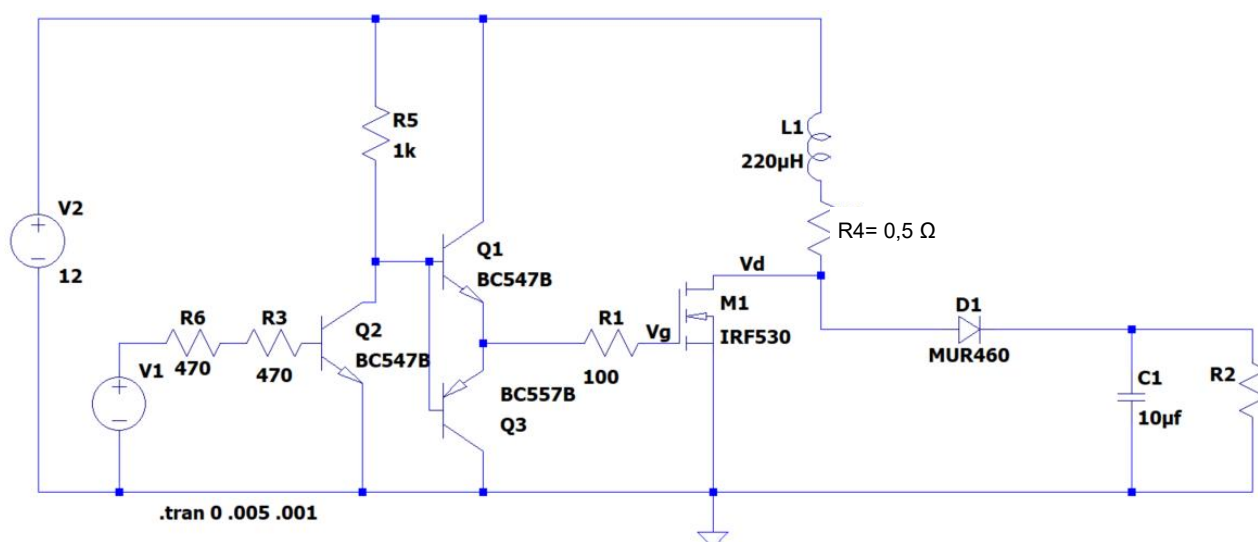 R5
1k
L1
220µH
V2
12
R4= 0,5 Ω
Q1
BC547B
Vd
M1
IRF530
D1
MUR460
R6
470
R3
470
Q2
BC547B
R1
100
Vg
V1
BC557B
Q3
C1
10µf
R2
.tran 0 .005 .001